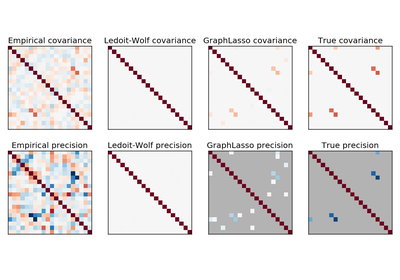 Empirical covariance
Ledoit-Wolf covariance
GraphLasso covariance
True covariance
Empirical precision
Ledoit-Wolf precision
GraphLasso precision
True precision